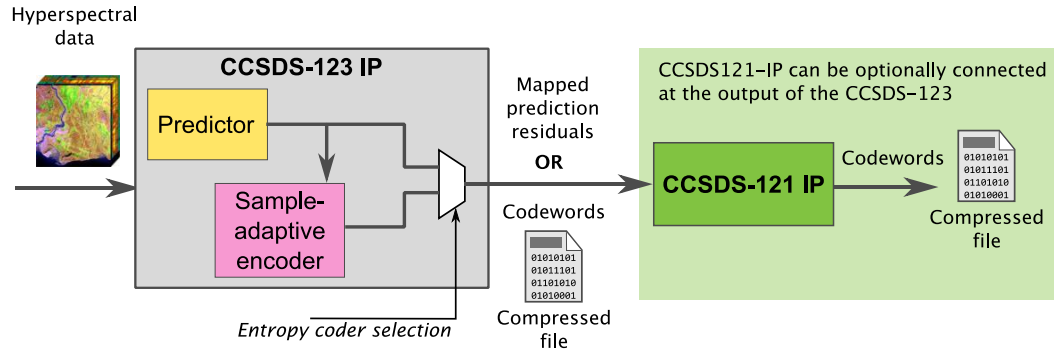 Hyperspectral
data
CCSDS-123 IP
Predictor
Sample-
adaptive
encoder
Entropy coder selection
Mapped
prediction
residuals
OR
Codewords
01010101
01011101
01101010
01010001
Compressed
file
CCSDS121-IP can be optionally connected
at the output of the CCSDS-123
CCSDS-121 IP
Codewords
01010101
01011101
01101010
01010001
Compressed
file